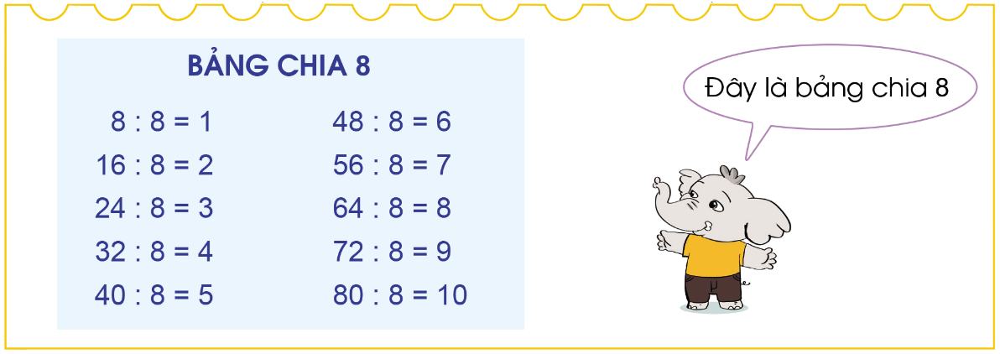 BẢNG CHIA 8
8 : 8 = 1
16 : 8 = 2
24 : 8 = 3
32 : 8 = 4
40 : 8 = 5
48 : 8 = 6
56 : 8 = 7
64 : 8 = 8
72 : 8 = 9
80 : 8 = 10
Đây là bảng chia 8